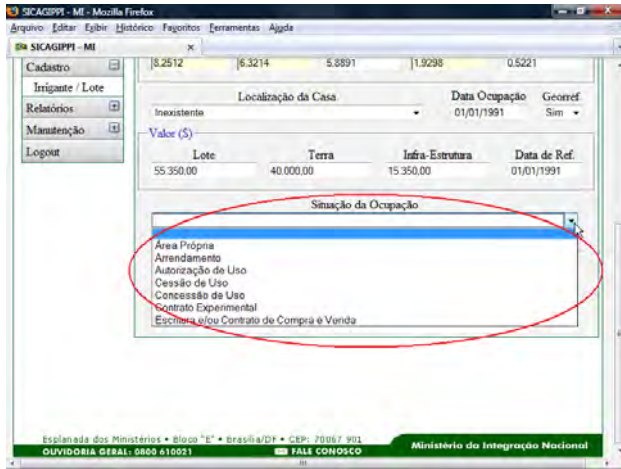 SICAGIPPI - MI - Mozilla Firefox
Arquivo Editar Exibir Histórico Favoritos Ferramentas Ajuda
SICAGIPPI - MI x
Cadastro
Irrigante / Lote
Relatórios
Manutenção
Logout
8.2512 6.3214 5.8891 1.9298 0.5221
Localização da Casa Data Ocupação Georref
Inexistente 01/01/1991 Sim
Valor ($)
Lote Terra Infra-Estrutura Data de Ref.
55.350,00 40.000,00 15.350,00 01/01/1991
Situação da Ocupação
Área Própria
Arrendamento
Autorização de Uso
Cessão de Uso
Concessão de Uso
Contrato Experimental
Escritura e/ou Contrato de Compra e Venda
Esplanada dos Ministérios • Bloco "E" • Brasília/DF • CEP: 70067 901
OUVIDORIA GERAL: 0800 610021 FALE CONOSCO Ministério da Integração Nacional